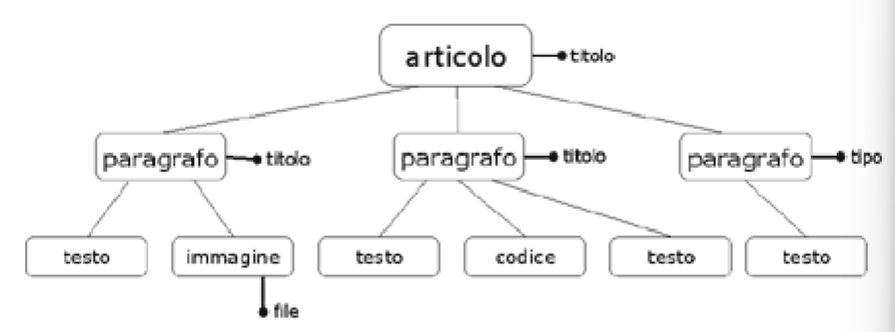 articolo titolo
paragrafo titolo paragrafo titolo paragrafo tipo
testo immagine testo codice testo testo
file